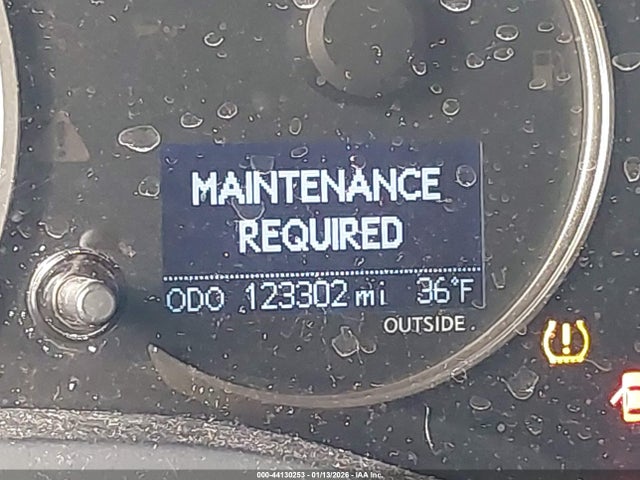 MAINTENANCE
REQUIRED
ODO 123302 mi 36°F
OUTSIDE
000-44130253 - 01/13/2026 - IAA Inc.